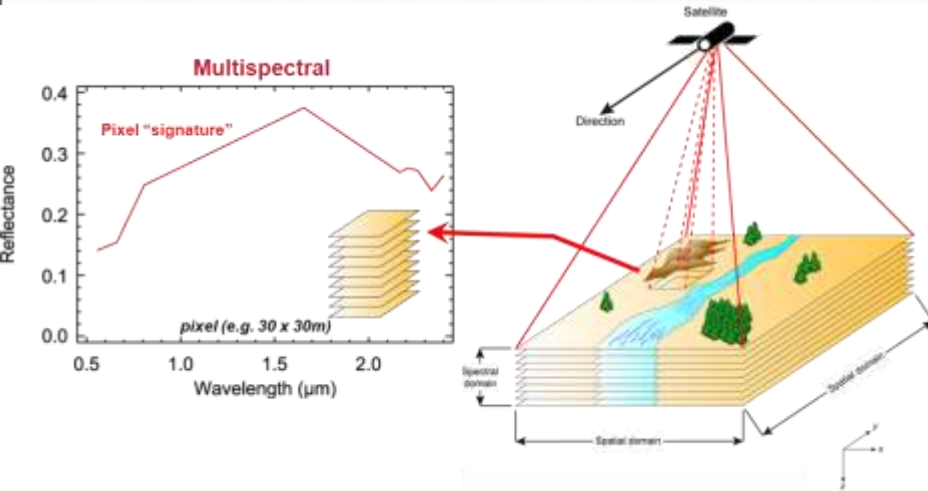 Multispectral
Pixel "signature"
Reflectance
0.4
0.3
0.2
0.1
0.0
pixel (e.g. 30 x 30m)
0.5
1.0
1.5
2.0
Wavelength (μm)
Satellite
Direction
Spectral
domain
Spatial domain
Spatial domain
y
x
z